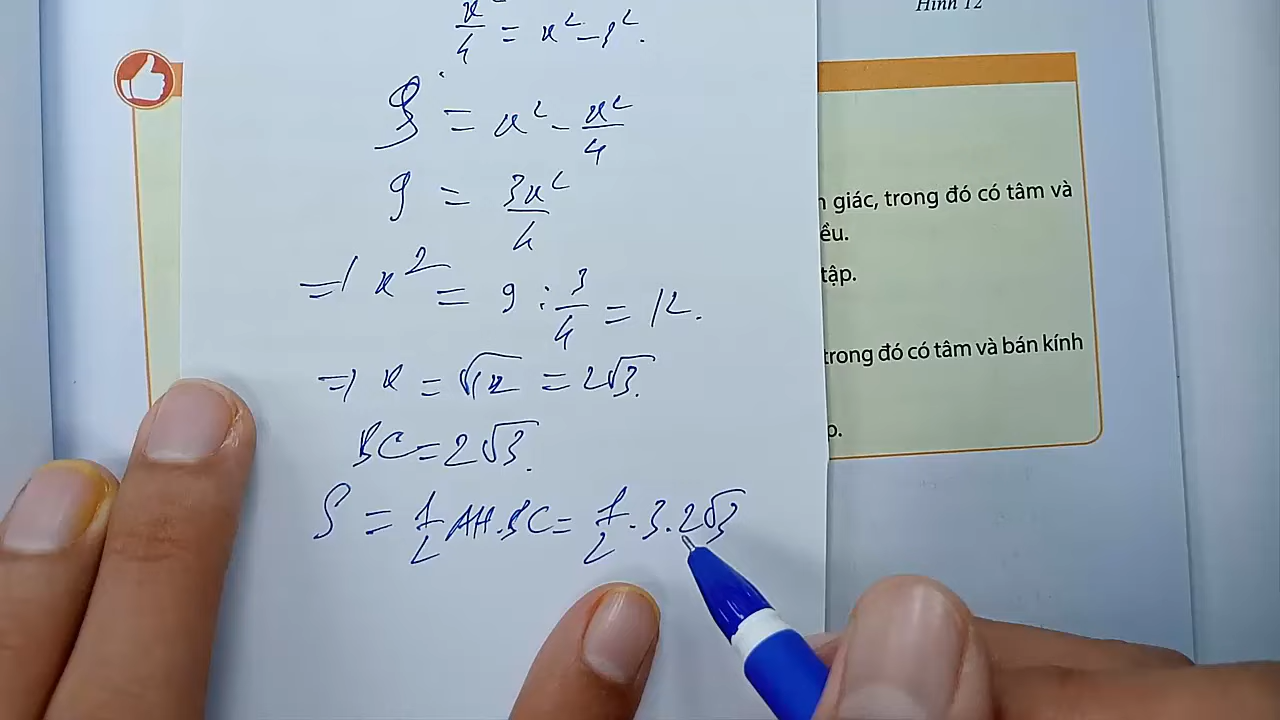 Hình 12
x²/4 = x² - 3².
9 = x² - x²/4
9 = 3x²/4
=> x² = 9 : 3/4 = 12.
=> x = √12 = 2√3.
BC = 2√3.
S = 1/2 AH.BC = 1/2 . 3. 2√3
giác, trong đó có tâm và
ều.
tập.
trong đó có tâm và bán kính
p.